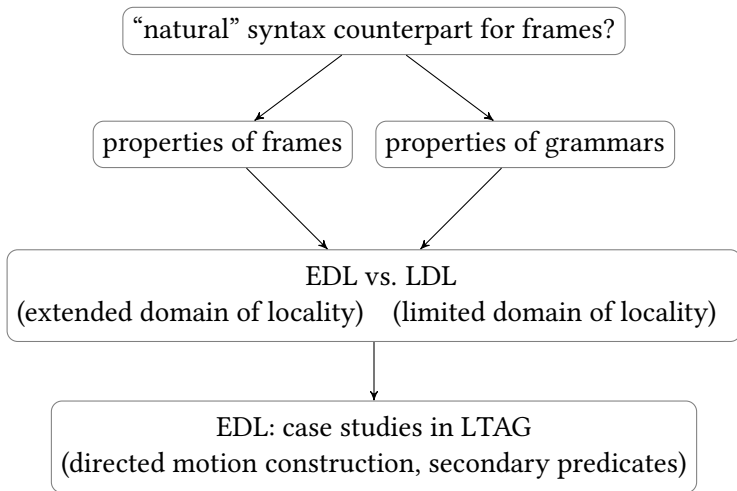 “natural” syntax counterpart for frames?
properties of frames
properties of grammars
EDL vs. LDL
(extended domain of locality) (limited domain of locality)
EDL: case studies in LTAG
(directed motion construction, secondary predicates)